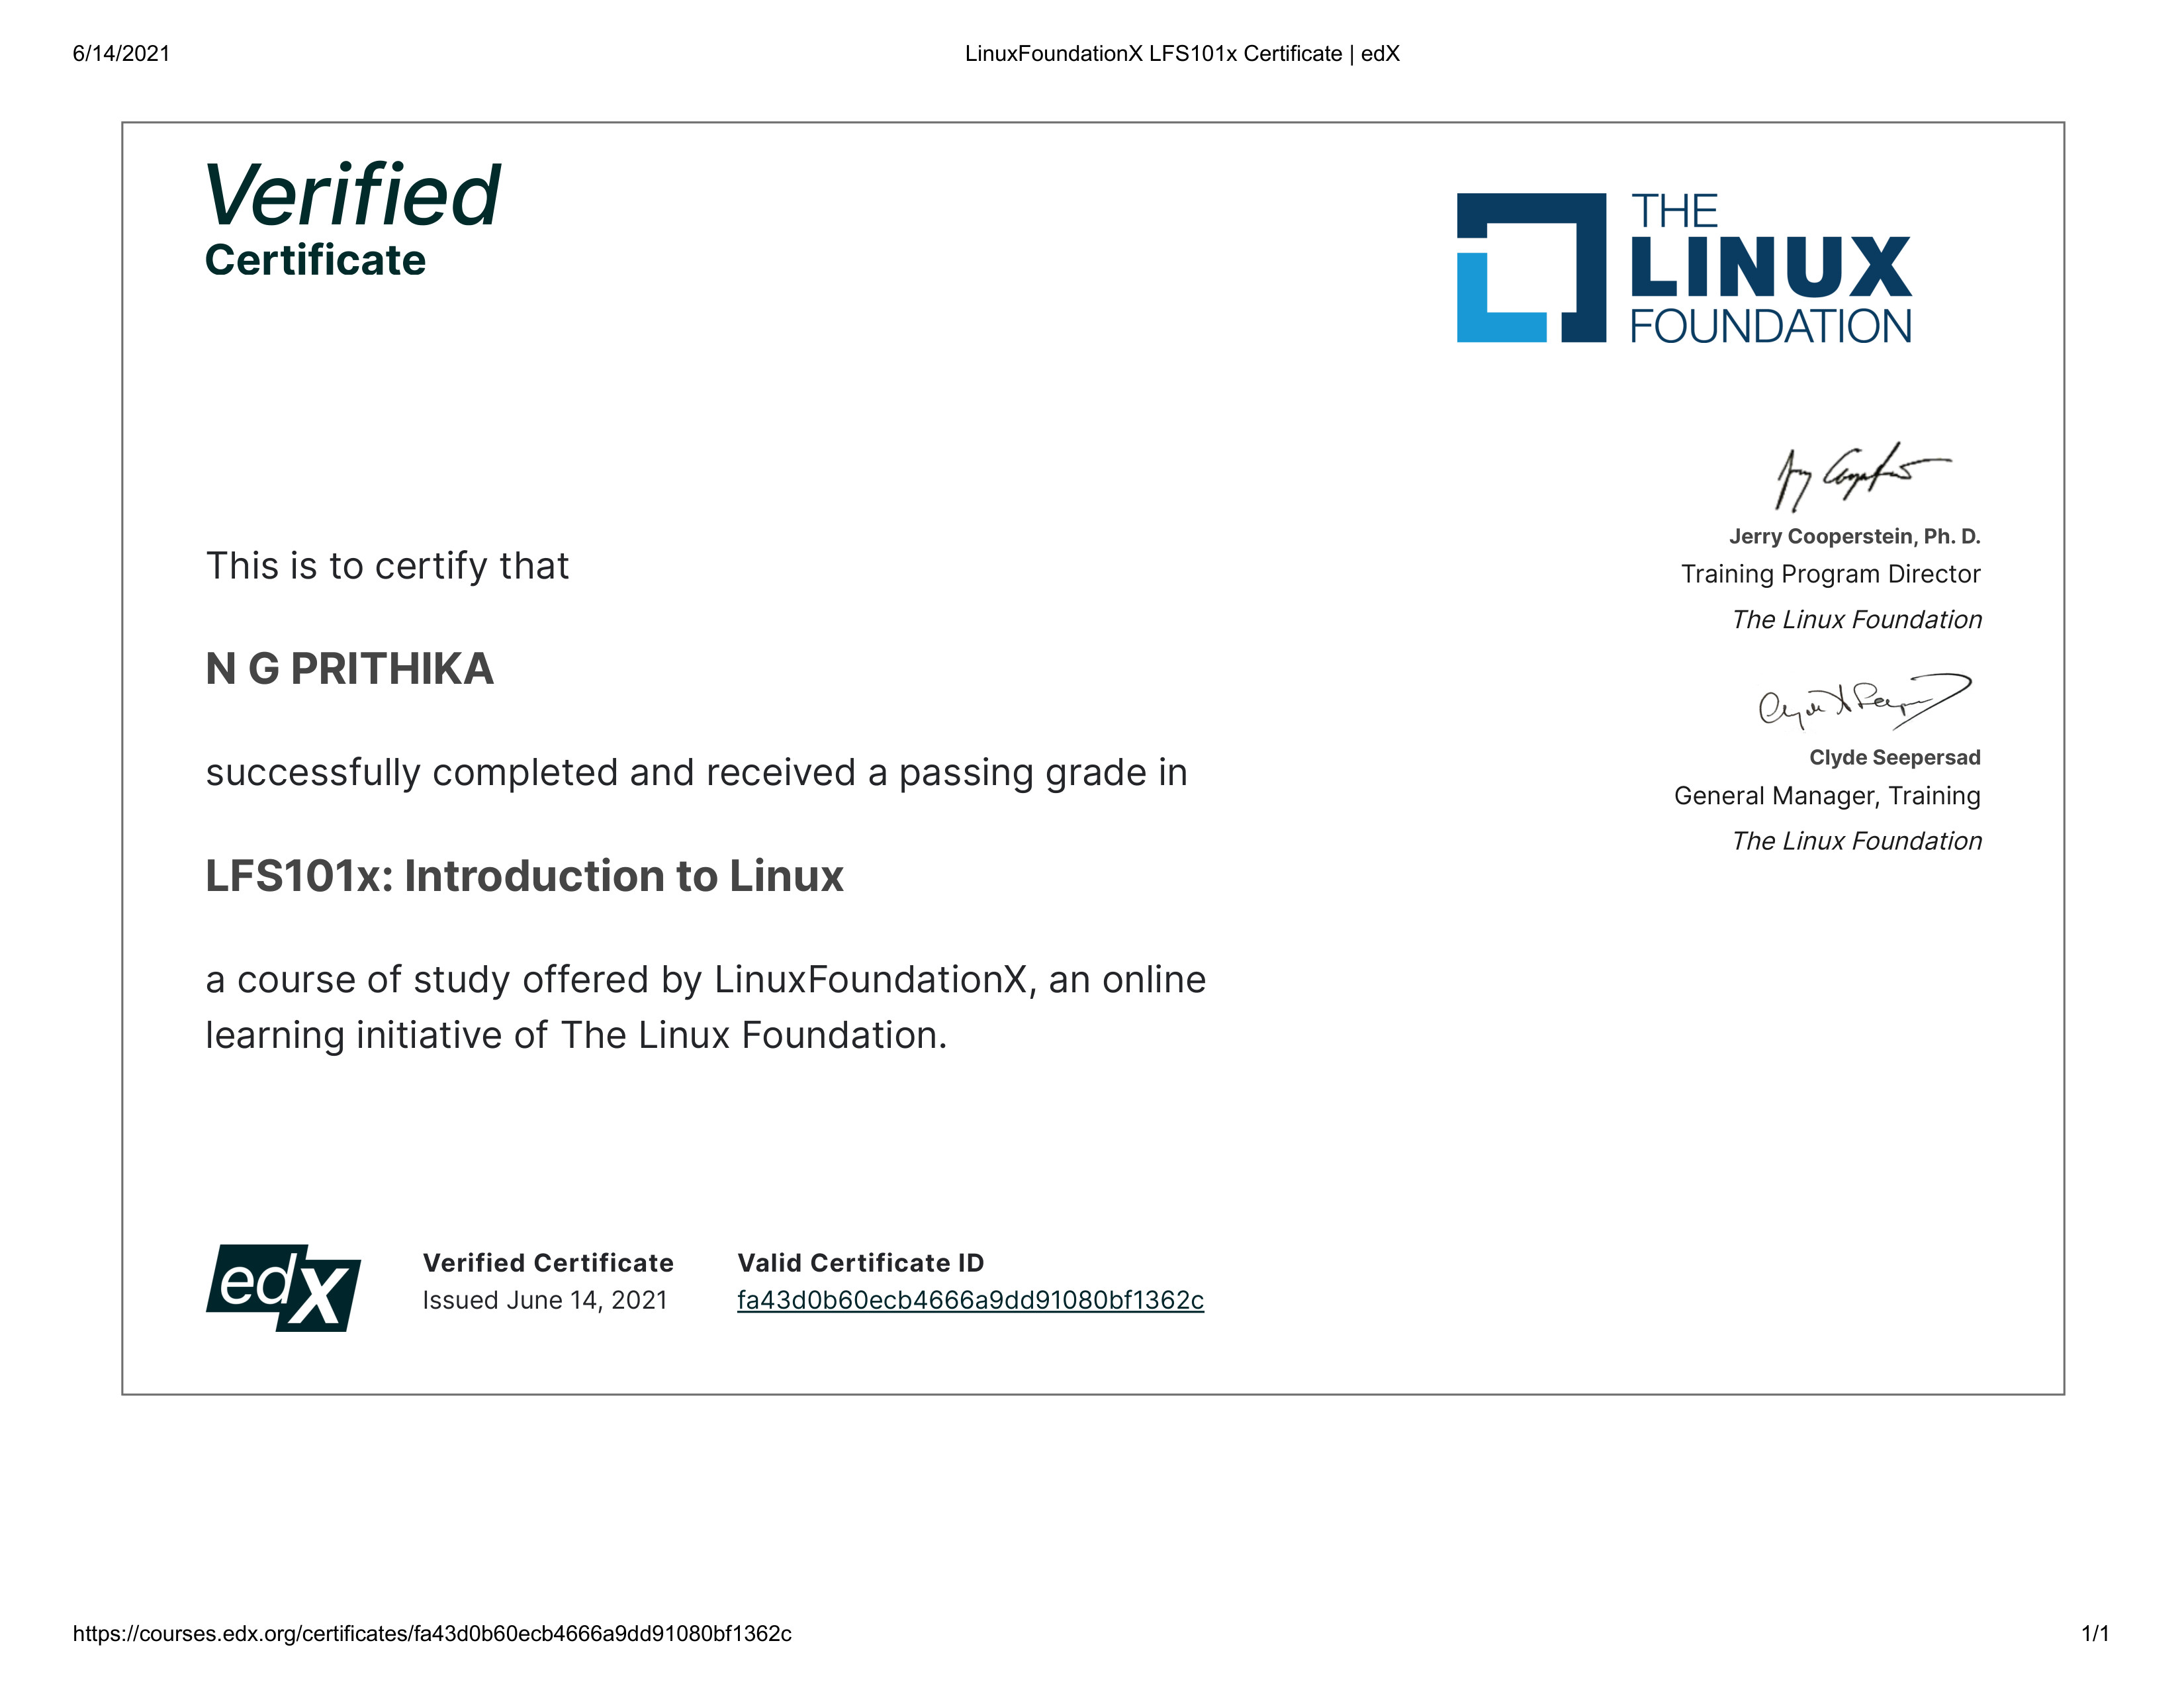 6/14/2021
LinuxFoundationX LFS101x Certificate | edX
Verified
Certificate
THE
LINUX
FOUNDATION
Jerry Cooperstein, Ph. D.
Training Program Director
The Linux Foundation
Clyde Seepersad
General Manager, Training
The Linux Foundation
This is to certify that
N G PRITHIKA
successfully completed and received a passing grade in
LFS101x: Introduction to Linux
a course of study offered by LinuxFoundationX, an online
learning initiative of The Linux Foundation.
edX
Verified Certificate
Issued June 14, 2021
Valid Certificate ID
fa43d0b60ecb4666a9dd91080bf1362c
https://courses.edx.org/certificates/fa43d0b60ecb4666a9dd91080bf1362c
1/1